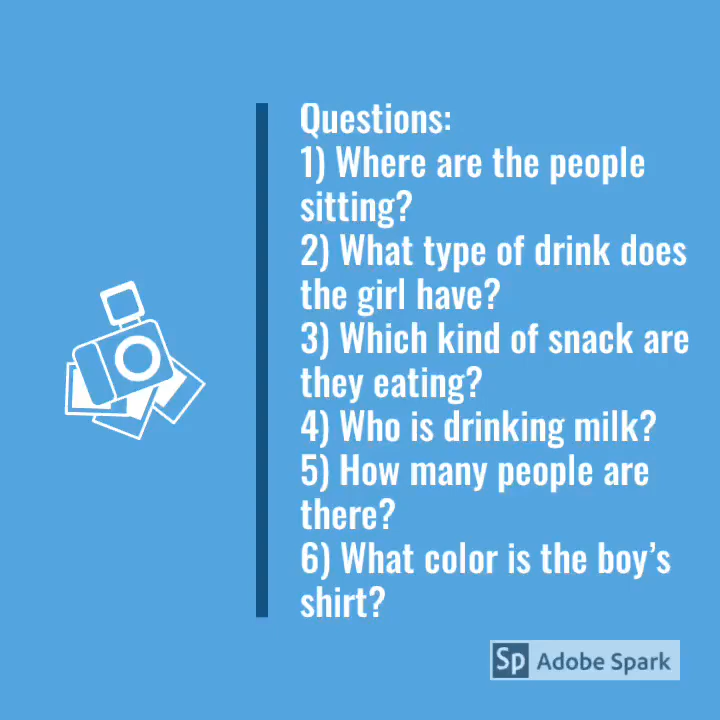 Questions:
1) Where are the people
sitting?
2) What type of drink does
the girl have?
3) Which kind of snack are
they eating?
4) Who is drinking milk?
5) How many people are
there?
6) What color is the boy’s
shirt?
Sp Adobe Spark